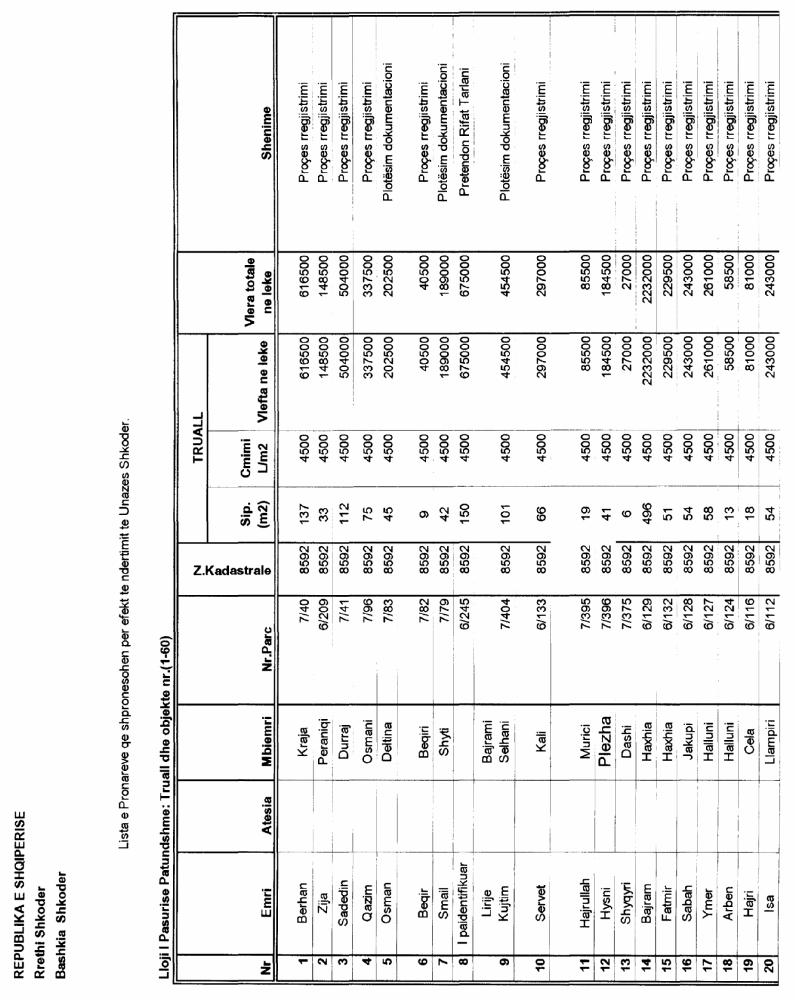 REPUBLIKA E SHQIPERISE
Rrethi Shkoder
Bashkia Shkoder
Lista e Pronareve qe shpronesohen per efekt te ndertimit te Unazes Shkoder.
Lloji I Pasurise Patundshme: Truall dhe objekte nr.(1-60)
TRUALL
Nr Emri Atesia Mbiemri Nr.Parc Z.Kadastrale Sip. (m2) Cmimi L/m2 Vlefta ne leke Vlera totale ne leke Shenime
1 Berhan Kraja 7/40 8592 137 4500 616500 616500 Proçes rregjistrimi
2 Zija Peraniqi 6/209 8592 33 4500 148500 148500 Proçes rregjistrimi
3 Sadedin Durraj 7/41 8592 112 4500 504000 504000 Proçes rregjistrimi
4 Qazim Osmani 7/96 8592 75 4500 337500 337500 Proçes rregjistrimi
5 Osman Deltina 7/83 8592 45 4500 202500 202500 Plotësim dokumentacioni
6 Beqir Beqiri 7/82 8592 9 4500 40500 40500 Proçes rregjistrimi
7 Smail Shyti 7/79 8592 42 4500 189000 189000 Plotësim dokumentacioni
8 I paidentifikuar 6/245 8592 150 4500 675000 675000 Pretendon Rifat Tarlani
Lirije Bajrami
9 Kujtim Selhani 7/404 8592 101 4500 454500 454500 Plotësim dokumentacioni
10 Servet Kali 6/133 8592 66 4500 297000 297000 Proçes rregjistrimi
11 Hajrullah Murici 7/395 8592 19 4500 85500 85500 Proçes rregjistrimi
12 Hysni Plezha 7/396 8592 41 4500 184500 184500 Proçes rregjistrimi
13 Shyqyri Dashi 7/375 8592 6 4500 27000 27000 Proçes rregjistrimi
14 Bajram Haxhia 6/129 8592 496 4500 2232000 2232000 Proçes rregjistrimi
15 Fatmir Haxhia 6/132 8592 51 4500 229500 229500 Proçes rregjistrimi
16 Sabah Jakupi 6/128 8592 54 4500 243000 243000 Proçes rregjistrimi
17 Ymer Halluni 6/127 8592 58 4500 261000 261000 Proçes rregjistrimi
18 Arben Halluni 6/124 8592 13 4500 58500 58500 Proçes rregjistrimi
19 Hajri Cela 6/116 8592 18 4500 81000 81000 Proçes rregjistrimi
20 Isa Llampiri 6/112 8592 54 4500 243000 243000 Proçes rregjistrimi